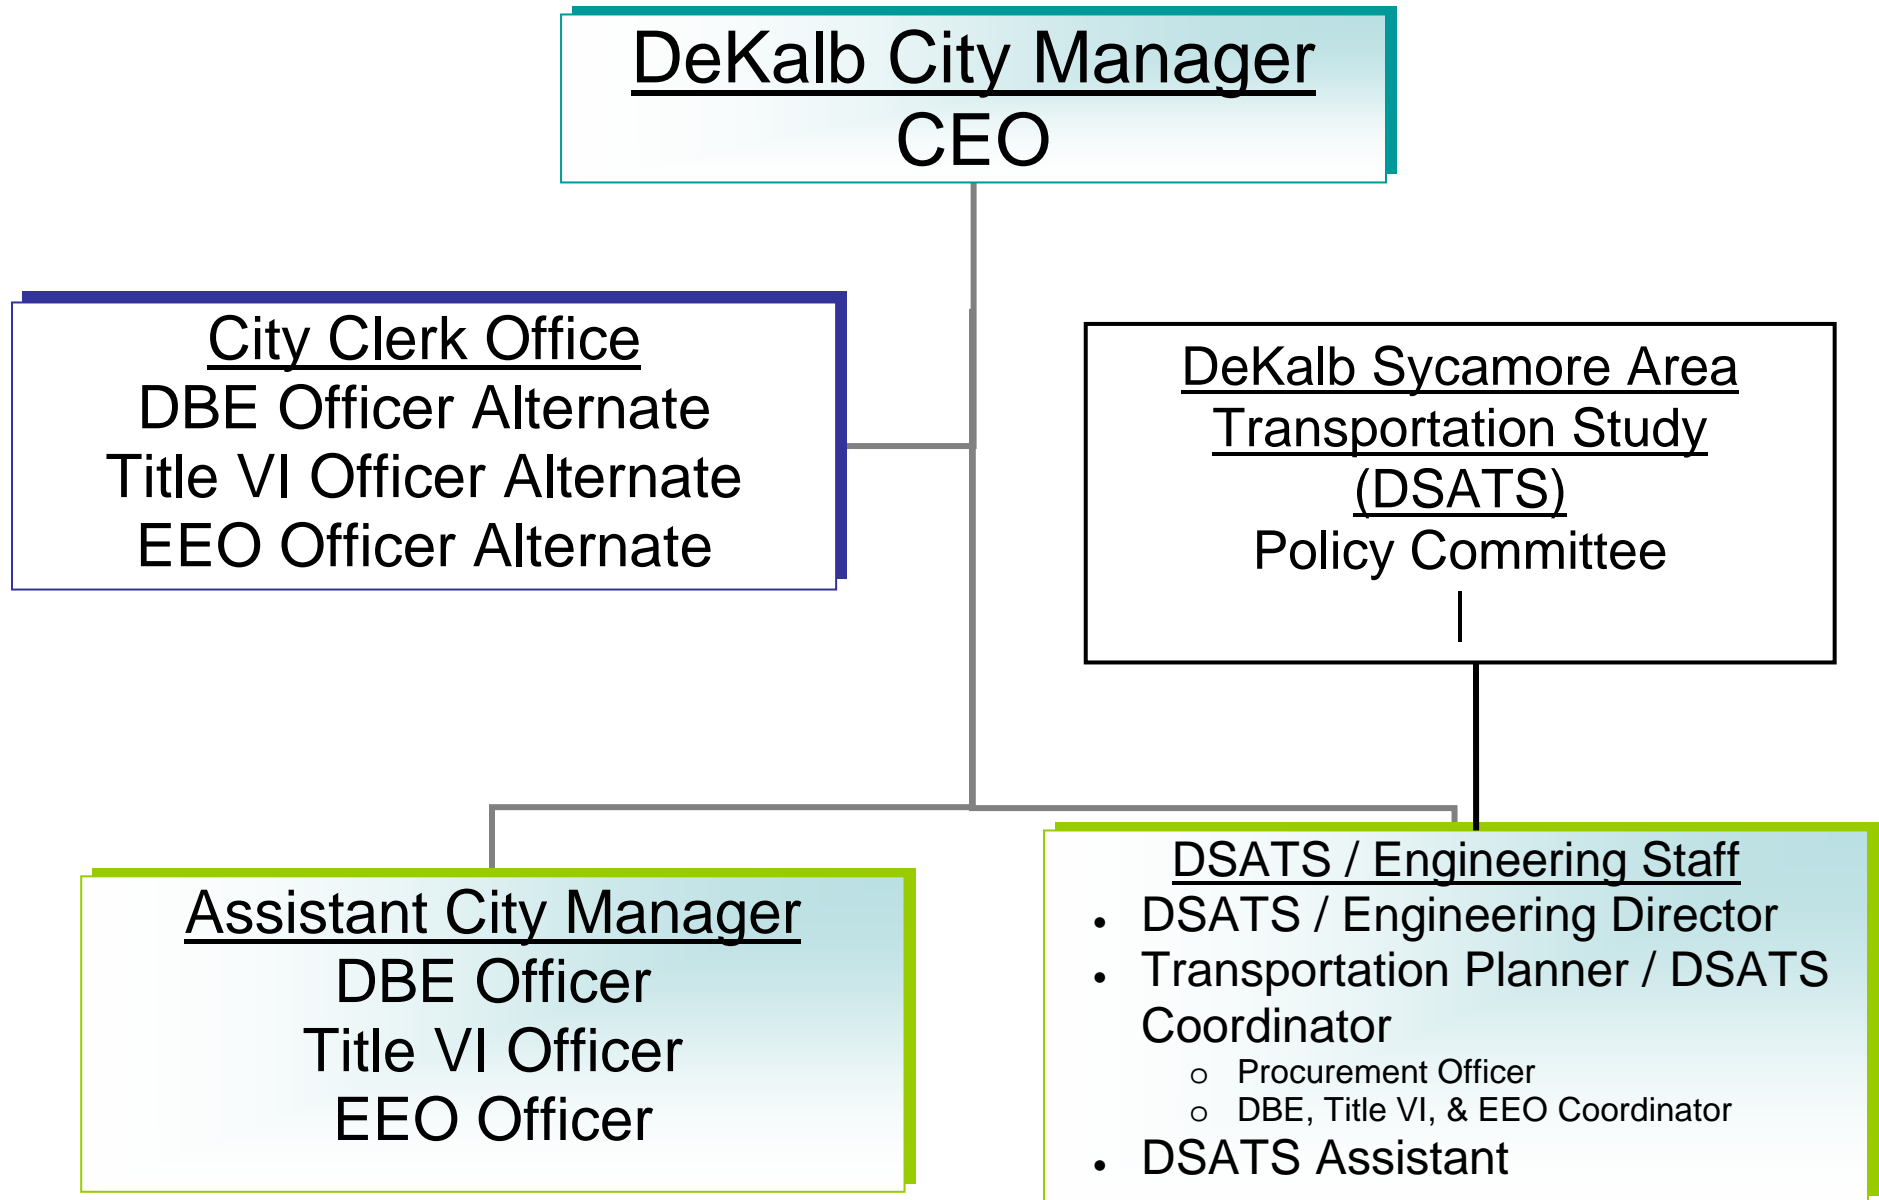 DeKalb City Manager
CEO
City Clerk Office
DBE Officer Alternate
Title VI Officer Alternate
EEO Officer Alternate
DeKalb Sycamore Area
Transportation Study
(DSATS)
Policy Committee
Assistant City Manager
DBE Officer
Title VI Officer
EEO Officer
DSATS / Engineering Staff
• DSATS / Engineering Director
• Transportation Planner / DSATS
Coordinator
o Procurement Officer
o DBE, Title VI, & EEO Coordinator
• DSATS Assistant